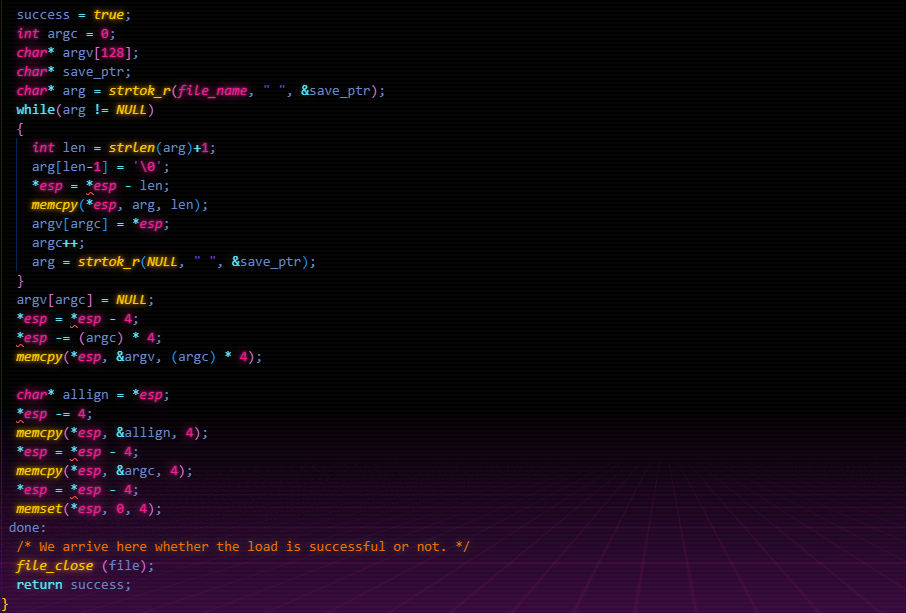 success = true;
int argc = 0;
char* argv[128];
char* save_ptr;
char* arg = strtok_r(file_name, " ", &save_ptr);
while(arg != NULL)
{
int len = strlen(arg)+1;
arg[len-1] = '\0';
*esp = *esp - len;
memcpy(*esp, arg, len);
argv[argc] = *esp;
argc++;
arg = strtok_r(NULL, " ", &save_ptr);
}
argv[argc] = NULL;
*esp = *esp - 4;
*esp -= (argc) * 4;
memcpy(*esp, &argv, (argc) * 4);
char* allign = *esp;
*esp -= 4;
memcpy(*esp, &allign, 4);
*esp = *esp - 4;
memcpy(*esp, &argc, 4);
*esp = *esp - 4;
memset(*esp, 0, 4);
done:
/* We arrive here whether the load is successful or not. */
file_close (file);
return success;
}